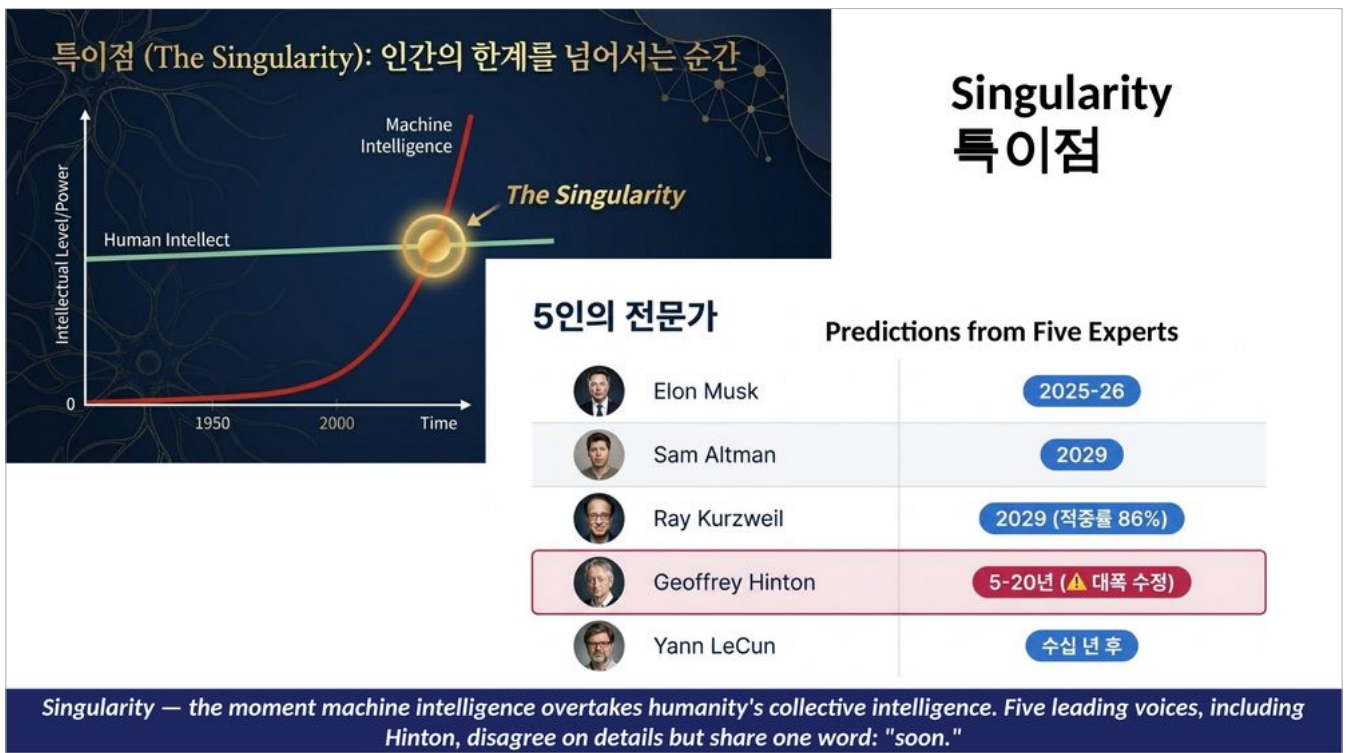 특이점 (The Singularity): 인간의 한계를 넘어서는 순간
Singularity
특이점
Machine
Intelligence
The Singularity
Human Intellect
Intellectual Level/Power
0
1950
2000
Time
5인의 전문가
Predictions from Five Experts
Elon Musk 2025-26
Sam Altman 2029
Ray Kurzweil 2029 (적중률 86%)
Geoffrey Hinton 5-20년 (⚠️ 대폭 수정)
Yann LeCun 수십 년 후
Singularity — the moment machine intelligence overtakes humanity's collective intelligence. Five leading voices, including
Hinton, disagree on details but share one word: "soon."